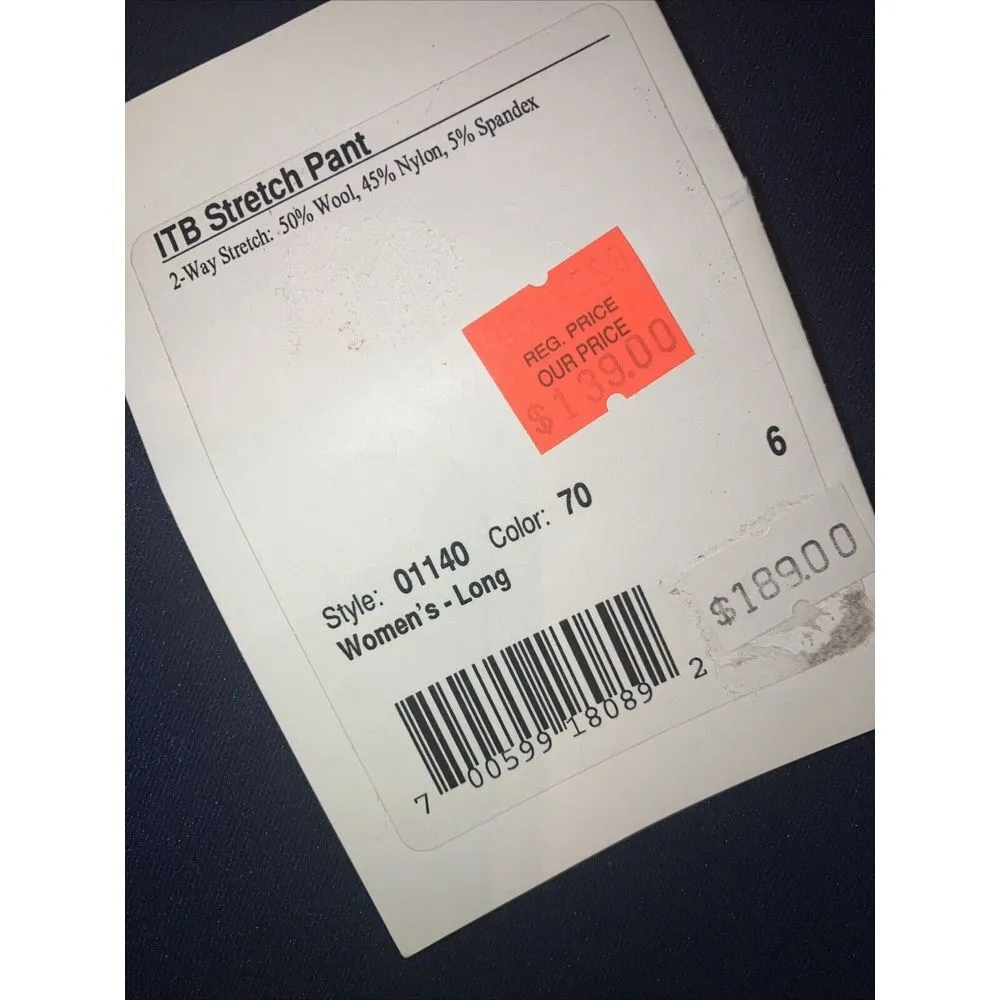 ITB Stretch Pant
2-Way Stretch: 50% Wool, 45% Nylon, 5% Spandex
REG. PRICE
OUR PRICE
$139.00
6
Style: 01140 Color: 70
Women's - Long
$189.00
7 00599 18089 2